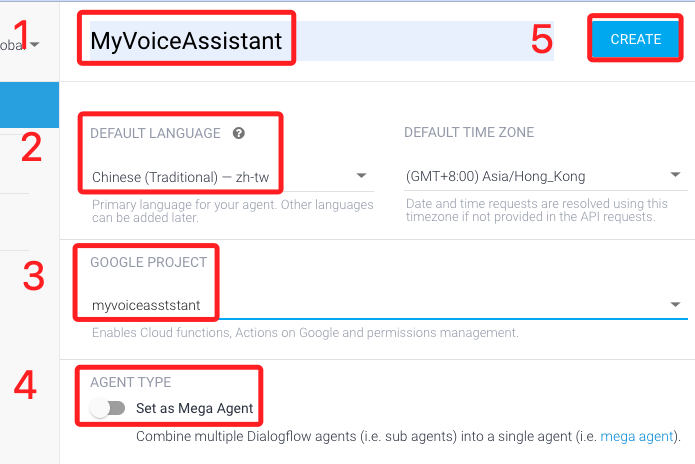 1
oba
MyVoiceAssistant
5
CREATE
2
DEFAULT LANGUAGE ?
DEFAULT TIME ZONE
Chinese (Traditional) — zh-tw
(GMT+8:00) Asia/Hong_Kong
Primary language for your agent. Other languages
can be added later.
Date and time requests are resolved using this
timezone if not provided in the API requests.
3
GOOGLE PROJECT
myvoiceasststant
Enables Cloud functions, Actions on Google and permissions management.
4
AGENT TYPE
Set as Mega Agent
Combine multiple Dialogflow agents (i.e. sub agents) into a single agent (i.e. mega agent).